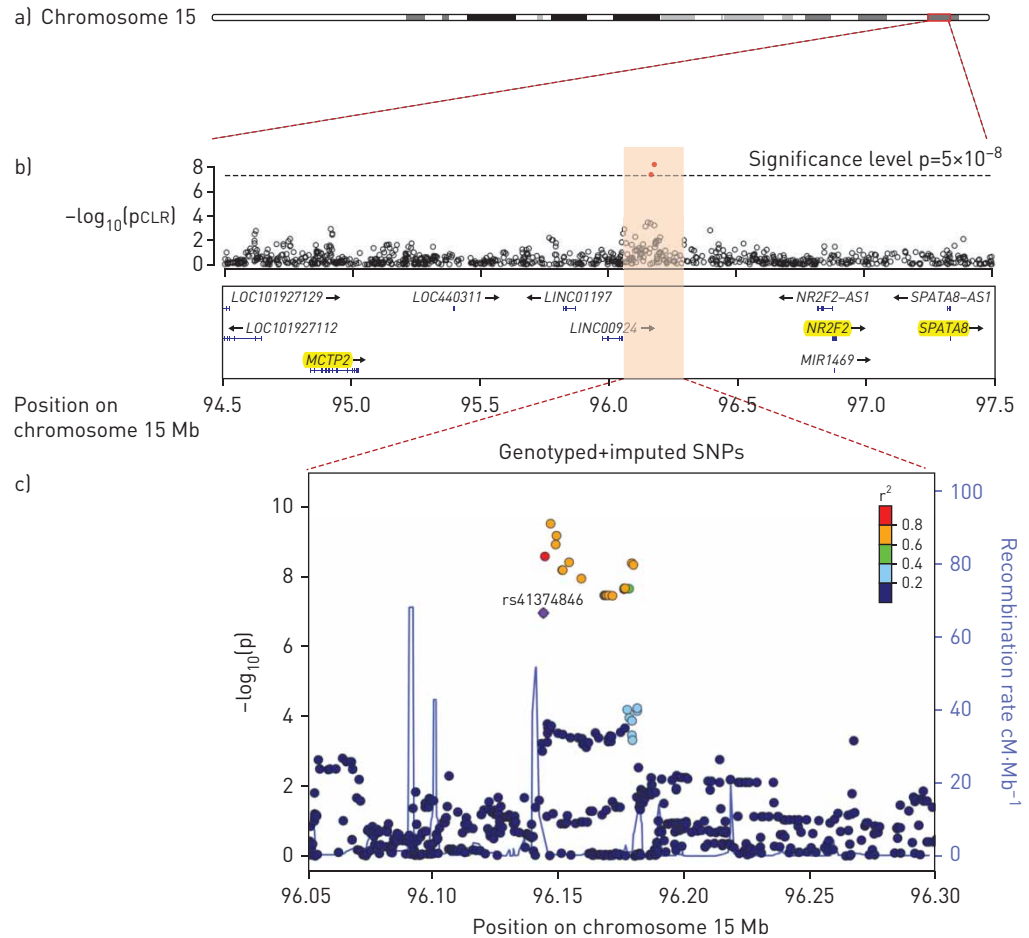 a) Chromosome 15
b)
Significance level p=5×10⁻⁸
8
6
4
2
0
−log₁₀(pCLR)
LOC101927129
LOC440311
LINC01197
NR2F2–AS1
SPATA8–AS1
LOC101927112
LINC00924
NR2F2
SPATA8
MCTP2
MIR1469
94.5 95.0 95.5 96.0 96.5 97.0 97.5
Position on
chromosome 15 Mb
Genotyped+imputed SNPs
c)
10
8
6
4
2
0
−log₁₀(p)
rs41374846
r²
0.8
0.6
0.4
0.2
100
80
60
40
20
0
Recombination rate cM·Mb⁻¹
96.05 96.10 96.15 96.20 96.25 96.30
Position on chromosome 15 Mb